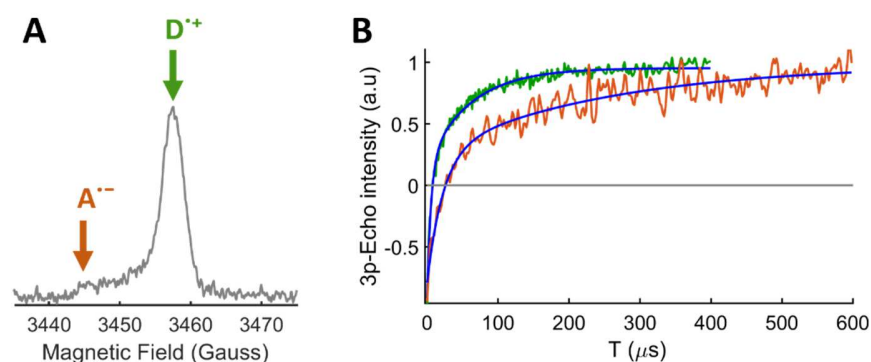 A
D•+
A•−
3440 3450 3460 3470
Magnetic Field (Gauss)
B
3p-Echo intensity (a.u)
1
0.5
0
-0.5
0 100 200 300 400 500 600
T (μs)